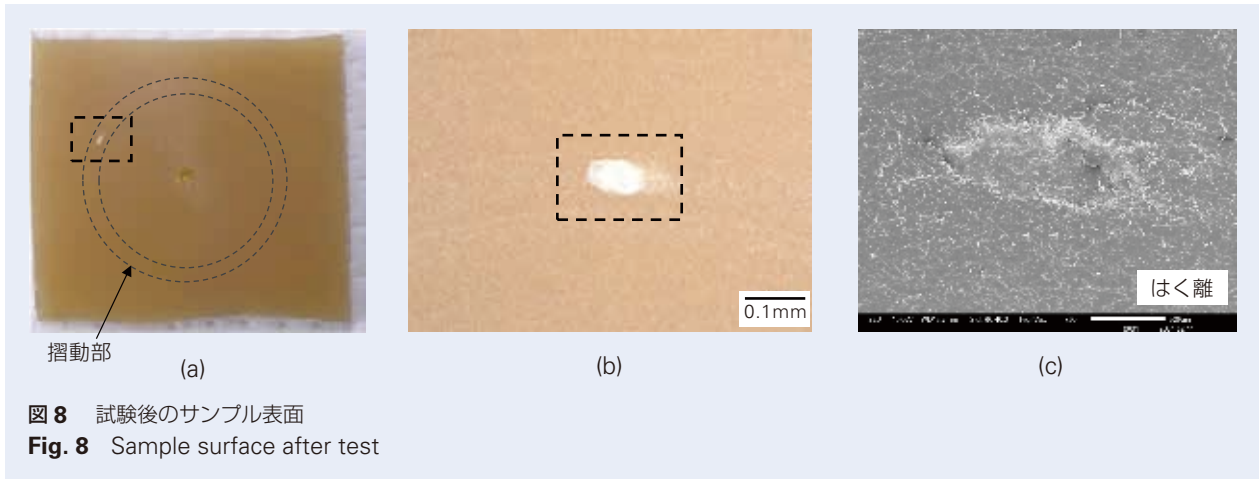 0.1mm
はく離
摺動部
(a)
(b)
(c)
図 8 試験後のサンプル表面
Fig. 8 Sample surface after test